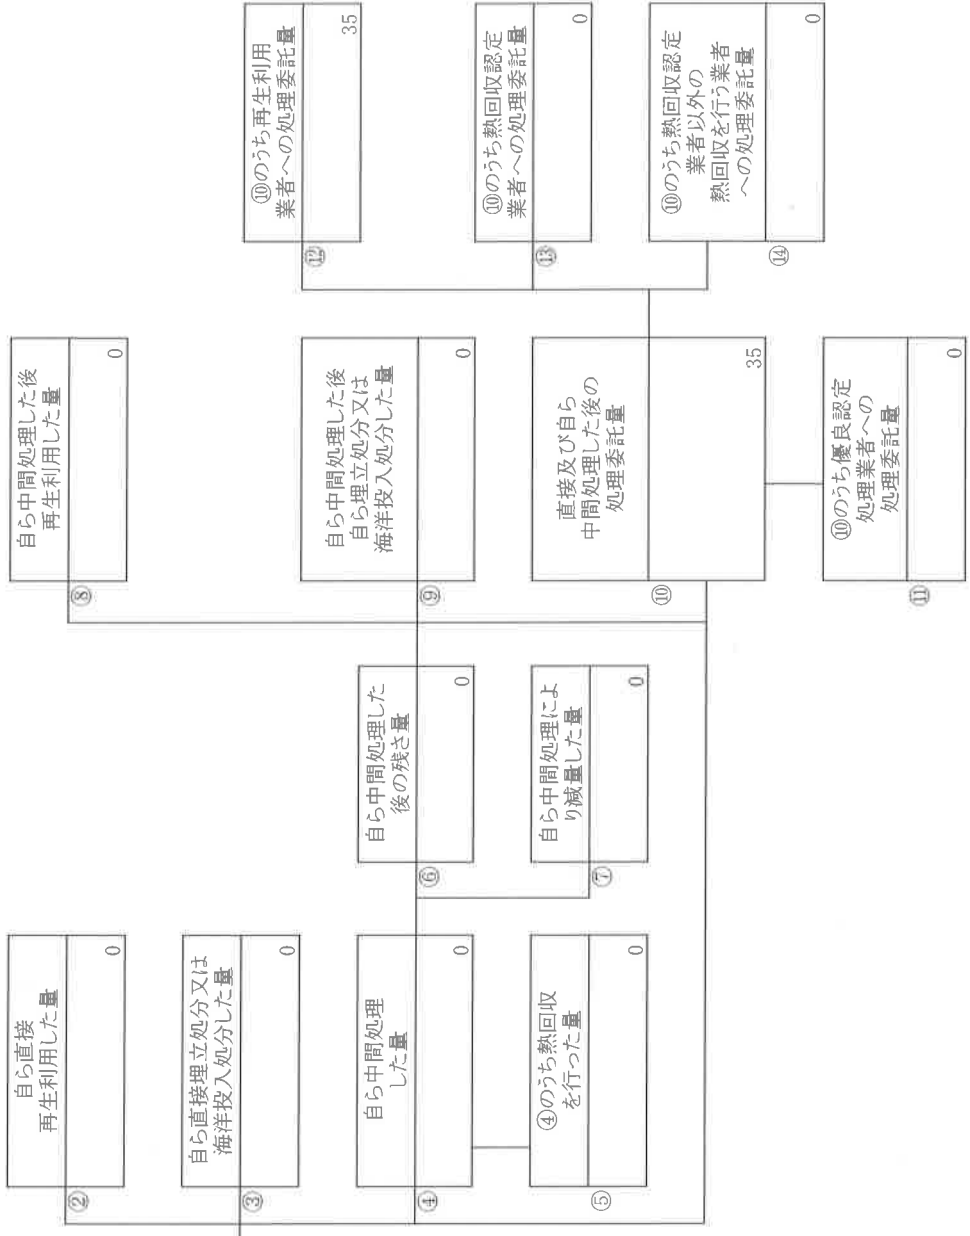 ②
自ら直接
再生利用した量
0
③
自ら直接埋立処分又は
海洋投入処分した量
0
④
自ら中間処理
した量
0
⑤
④のうち熱回収
を行った量
0
⑥
自ら中間処理した
後の残さ量
0
⑦
自ら中間処理によ
り減量した量
0
⑧
自ら中間処理した後
再生利用した量
0
⑨
自ら中間処理した後
自ら埋立処分又は
海洋投入処分した量
0
⑩
直接及び自ら
中間処理した後の
処理委託量
35
⑪
⑩のうち優良認定
処理業者への
処理委託量
0
⑫
⑩のうち再生利用
業者への処理委託量
35
⑬
⑩のうち熱回収認定
業者への処理委託量
0
⑭
⑩のうち熱回収認定
業者以外の
熱回収を行う業者
への処理委託量
0